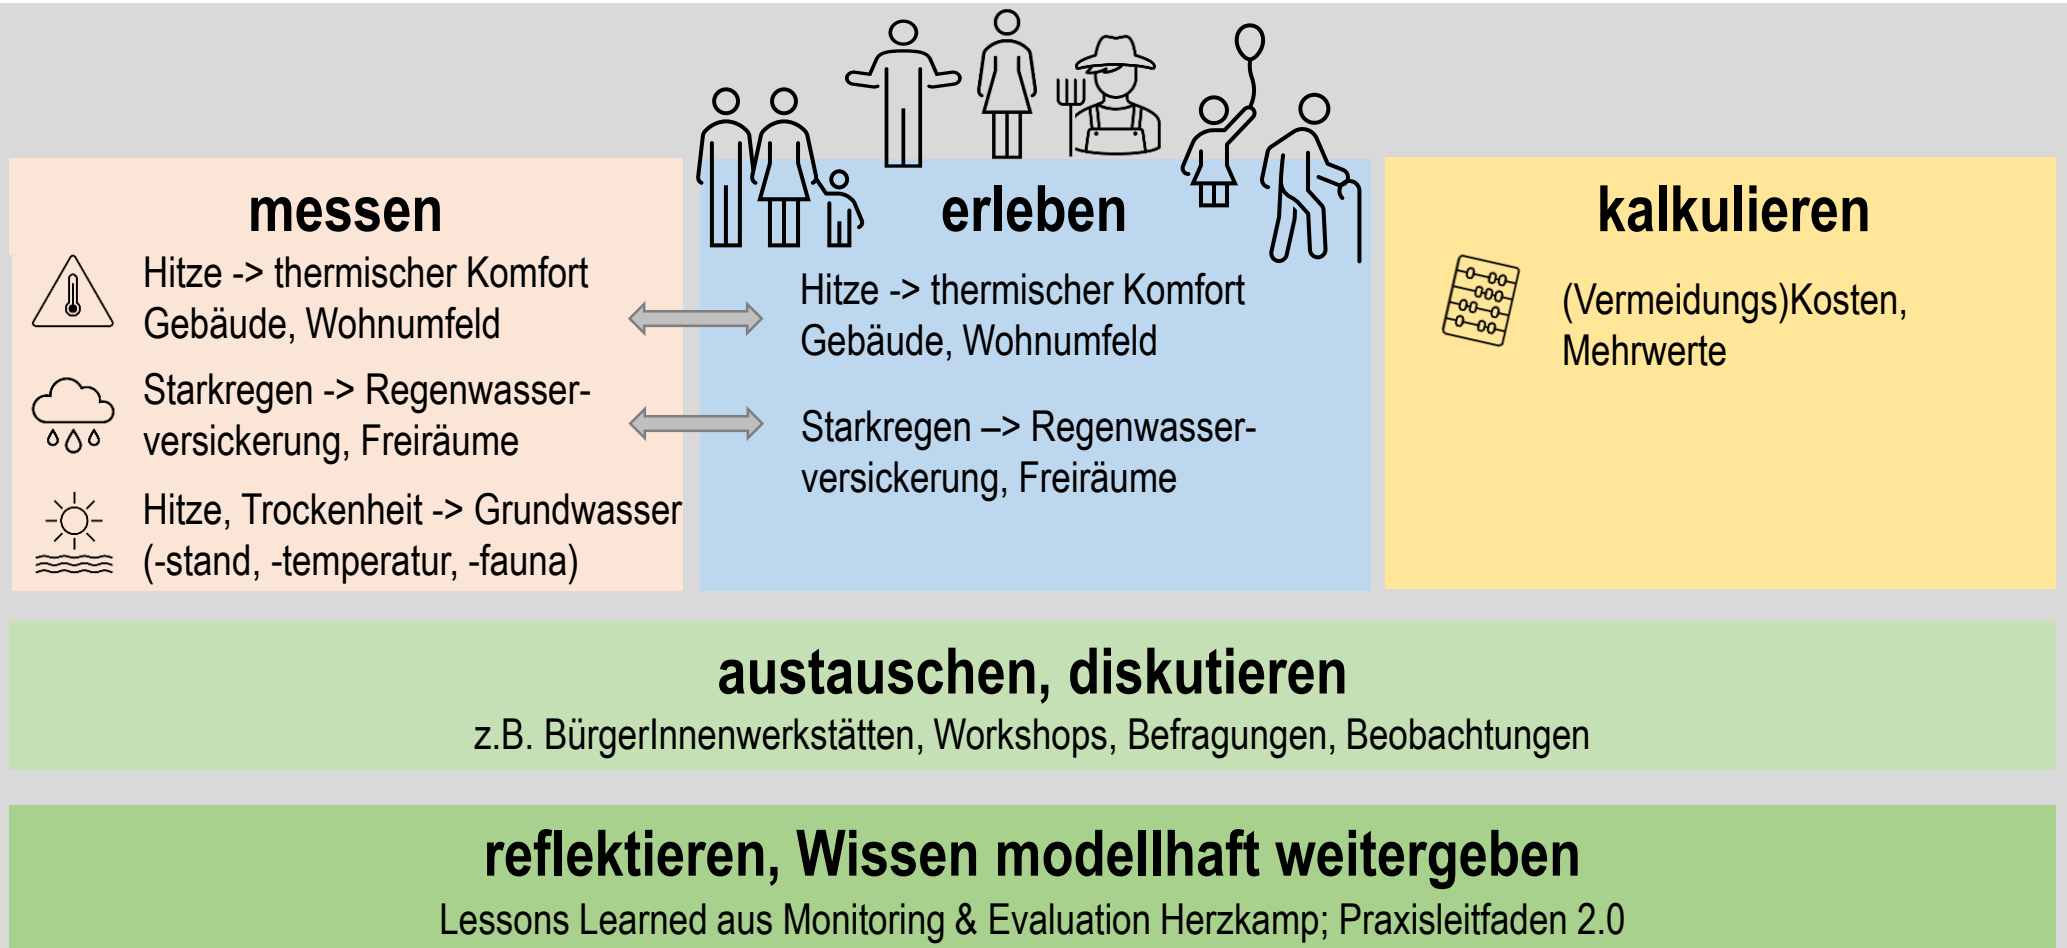 messen
Hitze -> thermischer Komfort
Gebäude, Wohnumfeld
Starkregen -> Regenwasser-
versickerung, Freiräume
Hitze, Trockenheit -> Grundwasser
(-stand, -temperatur, -fauna)
erleben
Hitze -> thermischer Komfort
Gebäude, Wohnumfeld
Starkregen –> Regenwasser-
versickerung, Freiräume
kalkulieren
(Vermeidungs)Kosten,
Mehrwerte
austauschen, diskutieren
z.B. BürgerInnenwerkstätten, Workshops, Befragungen, Beobachtungen
reflektieren, Wissen modellhaft weitergeben
Lessons Learned aus Monitoring & Evaluation Herzkamp; Praxisleitfaden 2.0